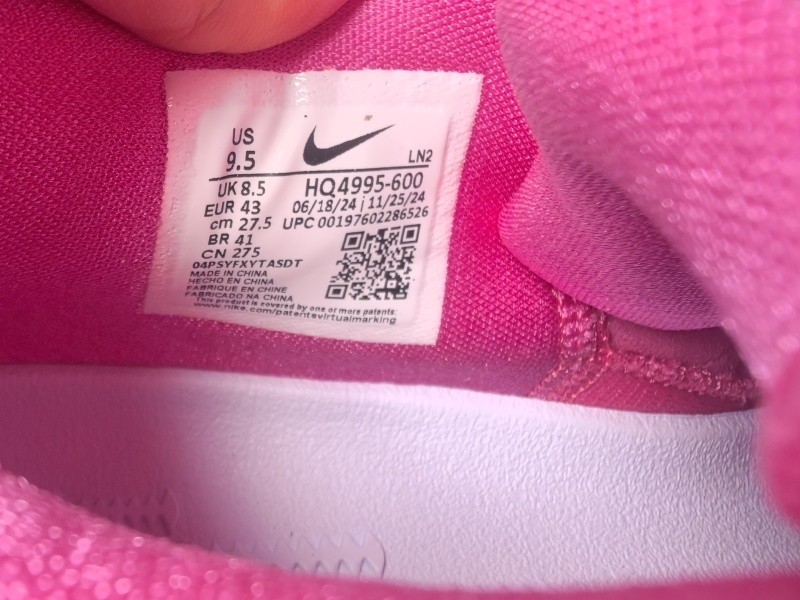 US
9.5
LN2
UK 8.5
HQ4995-600
EUR 43
06/18/24 | 11/25/24
cm 27.5
UPC 00197602286526
BR 41
CN 275
04PSYFXYTASDT
MADE IN CHINA
HECHO EN CHINA
FABRIQUE EN CHINE
FABRICADO NA CHINA
This product is covered by one or more patents:
www.nike.com/patentsvirtualmarking